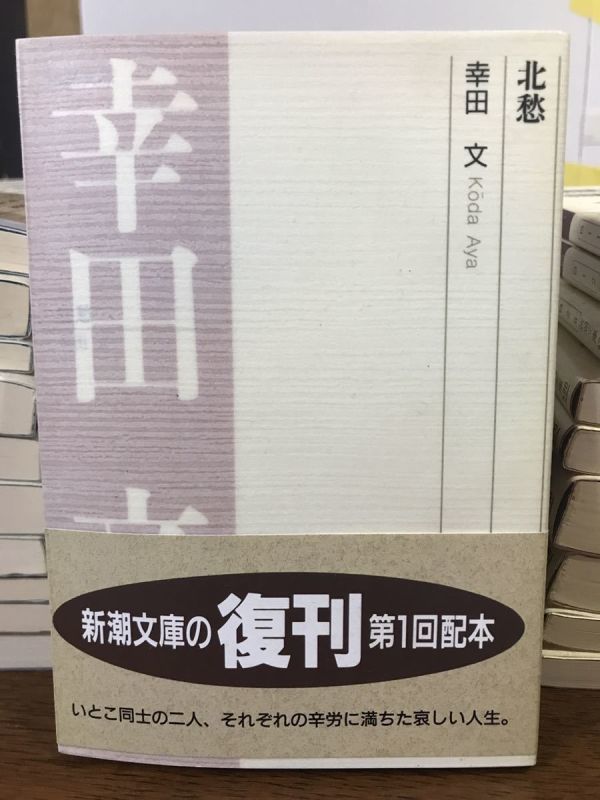 北愁
幸田 文 Kōda Aya
幸田
新潮文庫の復刊第1回配本
いとこ同士の二人、それぞれの辛労に満ちた哀しい人生。